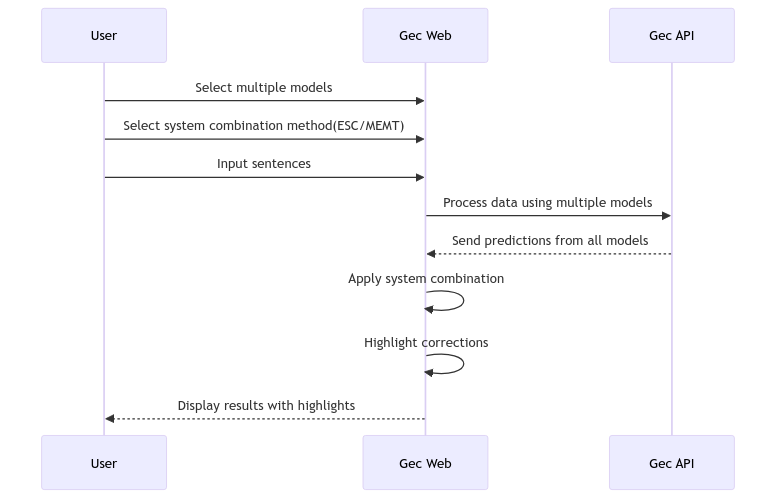 User
Gec Web
Gec API
Select multiple models
Select system combination method(ESC/MEMT)
Input sentences
Process data using multiple models
Send predictions from all models
Apply system combination
Highlight corrections
Display results with highlights
User
Gec Web
Gec API